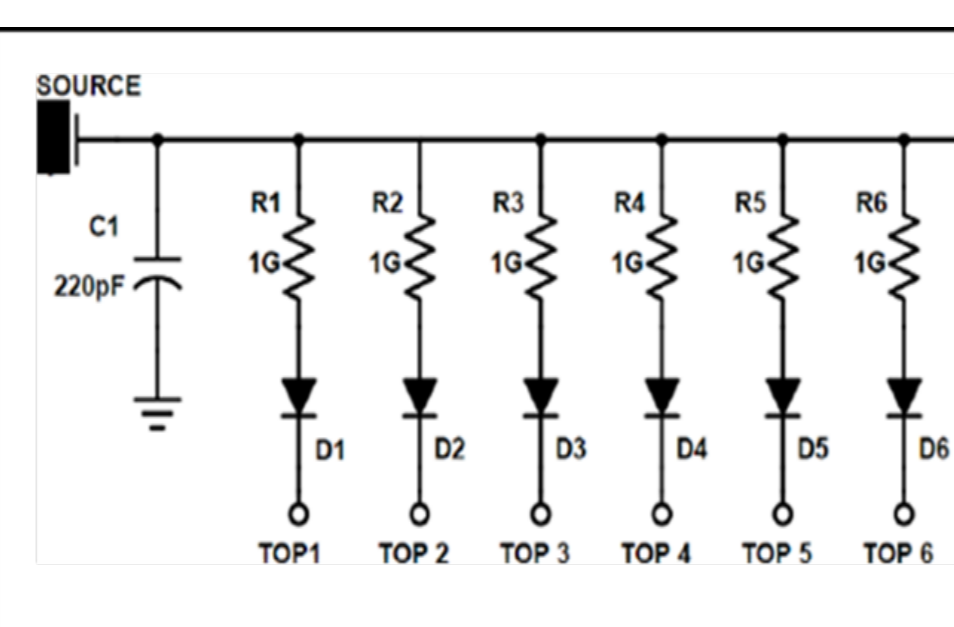 SOURCE
R1 R2 R3 R4 R5 R6
C1
1G 1G 1G 1G 1G 1G
220pF
D1 D2 D3 D4 D5 D6
TOP1 TOP 2 TOP 3 TOP 4 TOP 5 TOP 6